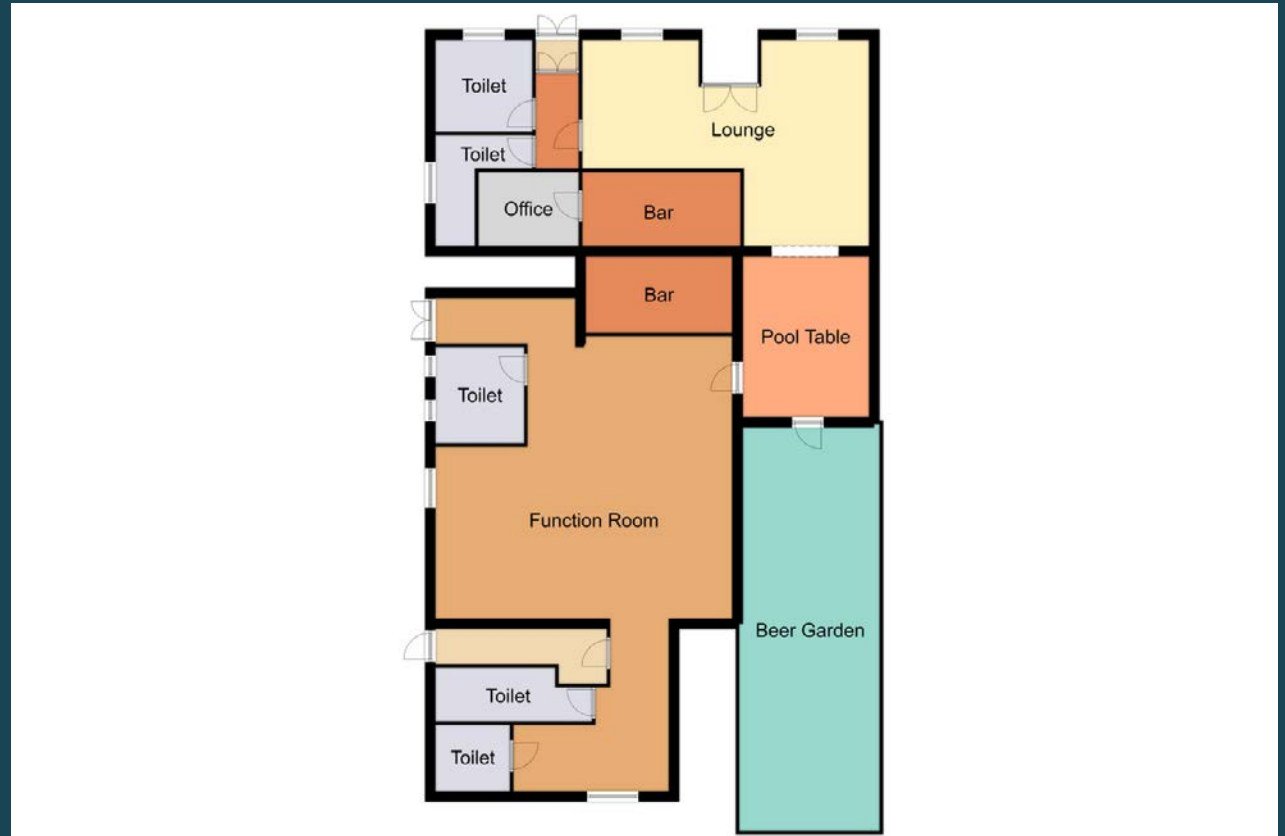 Toilet
Lounge
Toilet
Office
Bar
Bar
Pool Table
Toilet
Function Room
Beer Garden
Toilet
Toilet